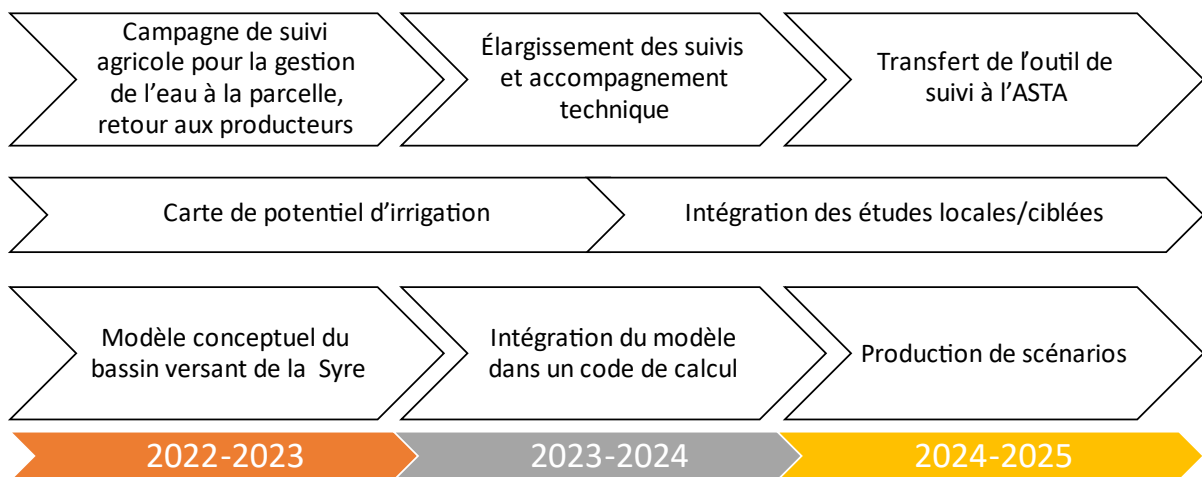 Campagne de suivi
agricole pour la gestion
de l'eau à la parcelle,
retour aux producteurs
Élargissement des suivis
et accompagnement
technique
Transfert de l'outil de
suivi à l'ASTA
Carte de potentiel d'irrigation
Intégration des études locales/ciblées
Modèle conceptuel du
bassin versant de la Syre
Intégration du modèle
dans un code de calcul
Production de scénarios
2022-2023
2023-2024
2024-2025